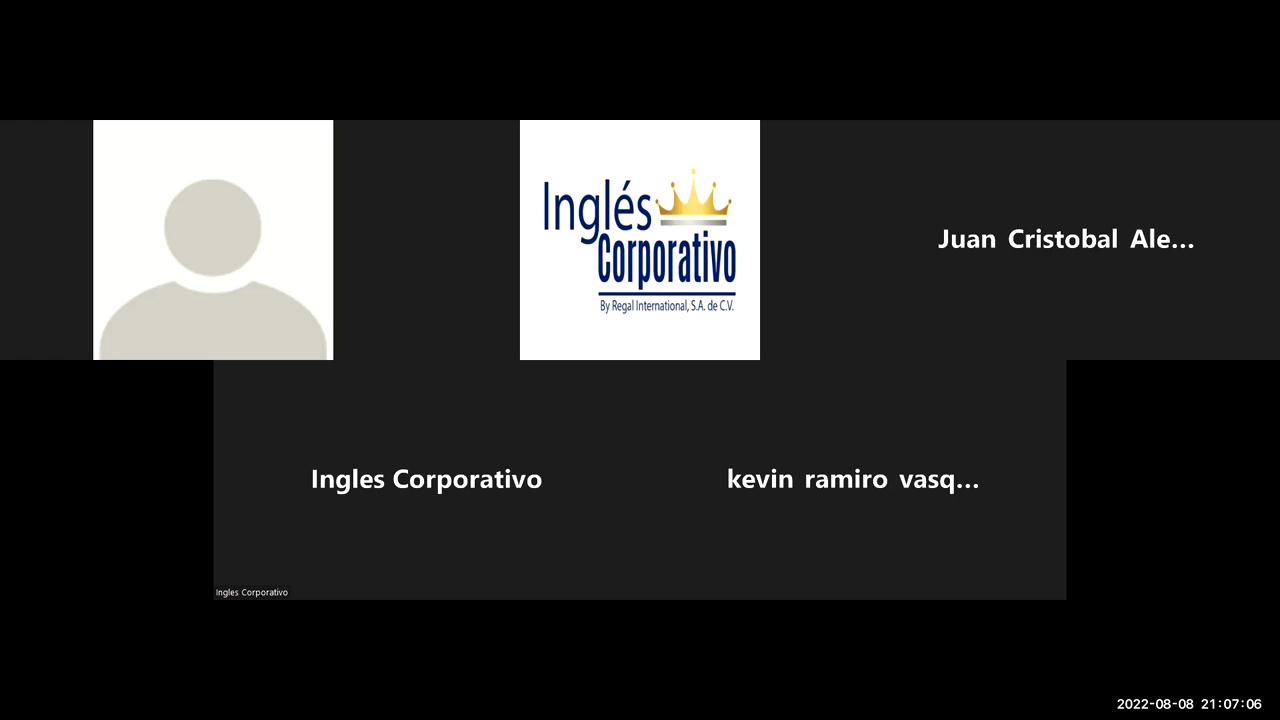 Inglés
Corporativo
By Regal International, S.A. de C.V.
Juan Cristobal Ale...
Ingles Corporativo
kevin ramiro vasq...
Ingles Corporativo
2022-08-08 21:07:06